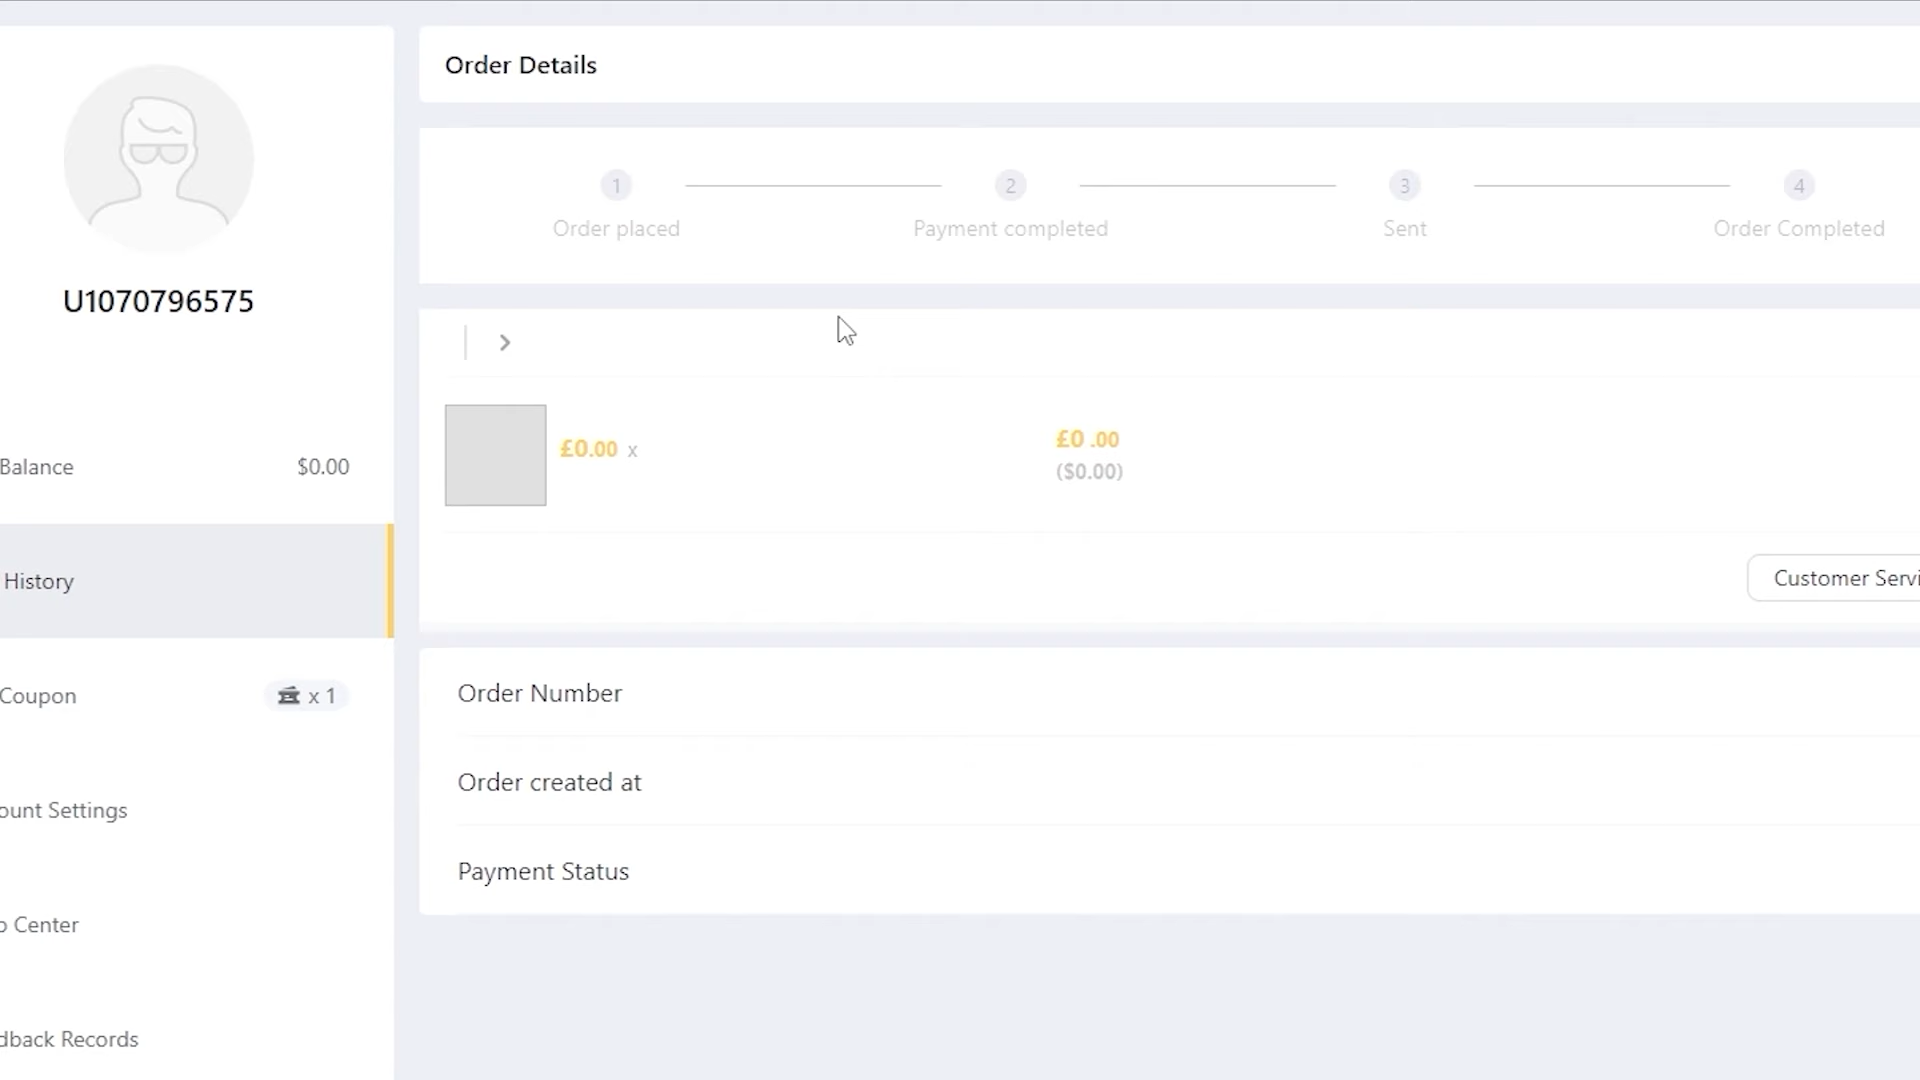 Order Details
1
2
3
4
Order placed
Payment completed
Sent
Order Completed
U1070796575
£0.00 x
£0 .00
($0.00)
Balance
$0.00
History
Customer Servi
Coupon
x 1
Order Number
Order created at
ount Settings
Payment Status
p Center
dback Records